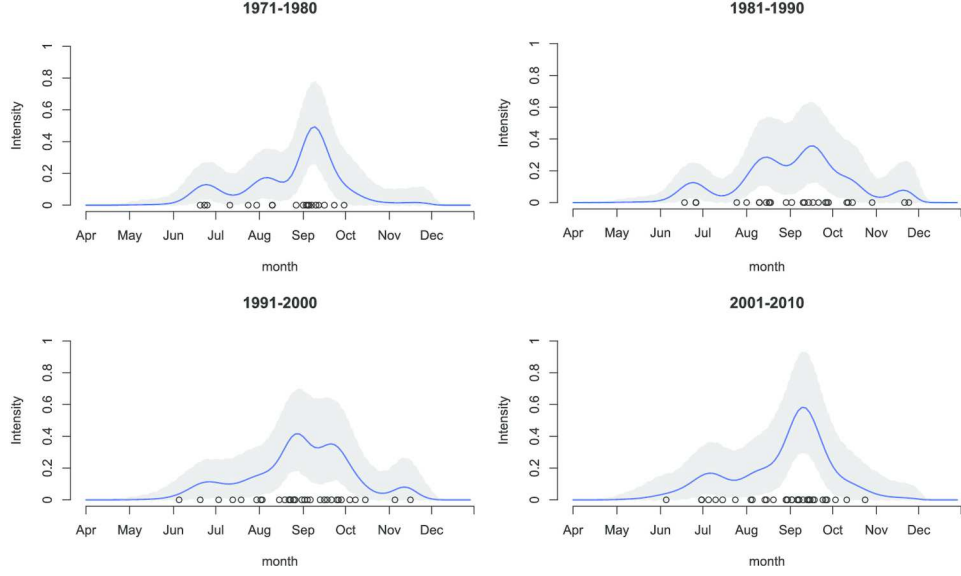 1971-1980
Intensity
0 0.2 0.4 0.6 0.8 1
Apr May Jun Jul Aug Sep Oct Nov Dec
month
1981-1990
Intensity
0 0.2 0.4 0.6 0.8 1
Apr May Jun Jul Aug Sep Oct Nov Dec
month
1991-2000
Intensity
0 0.2 0.4 0.6 0.8 1
Apr May Jun Jul Aug Sep Oct Nov Dec
month
2001-2010
Intensity
0 0.2 0.4 0.6 0.8 1
Apr May Jun Jul Aug Sep Oct Nov Dec
month